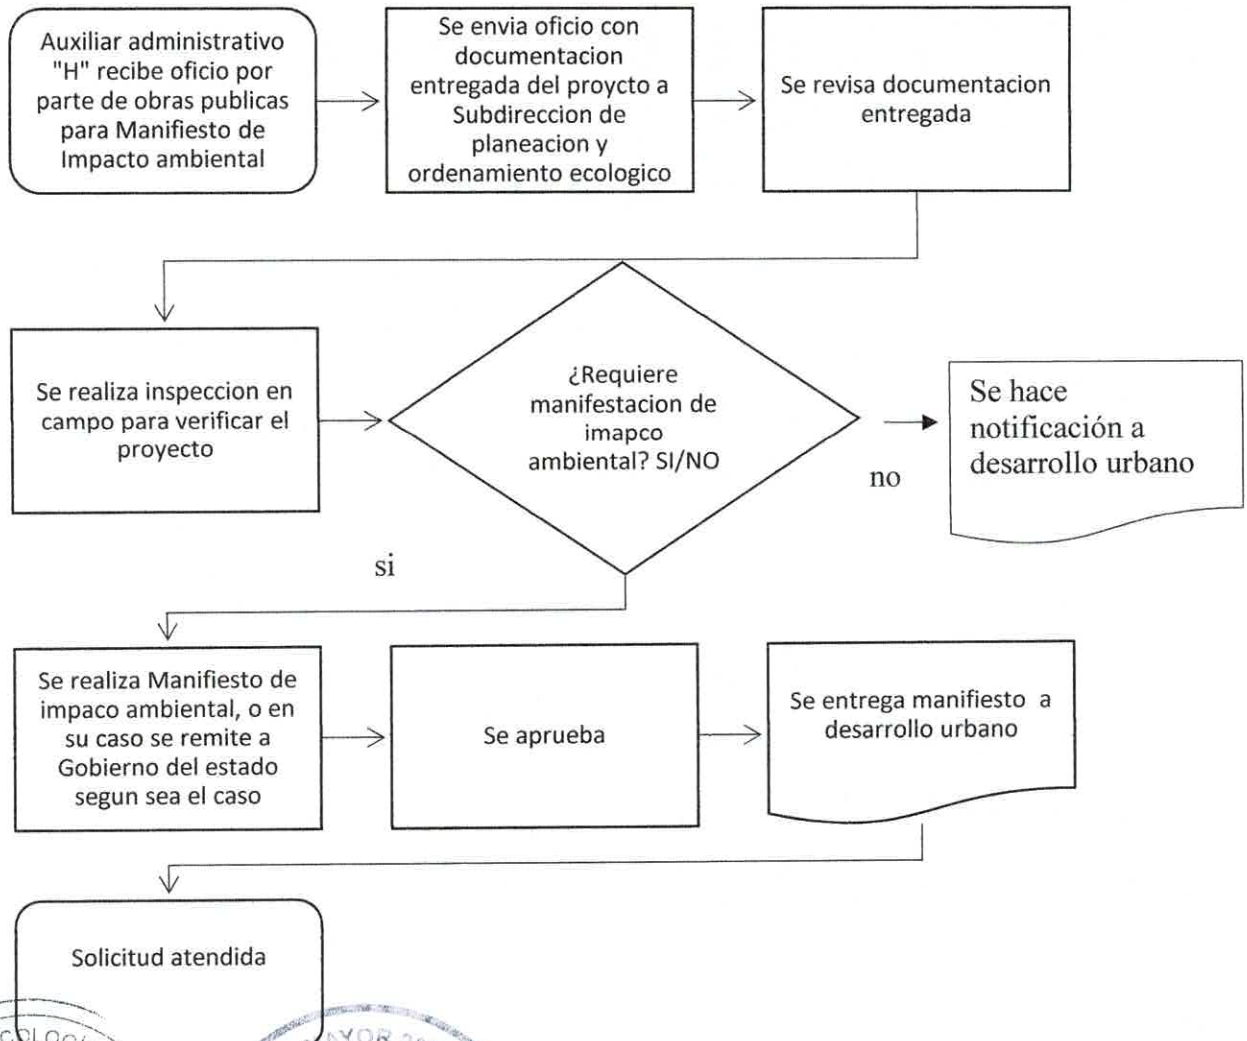 Auxiliar administrativo
"H" recibe oficio por
parte de obras publicas
para Manifiesto de
Impacto ambiental
Se envia oficio con
documentacion
entregada del proycto a
Subdireccion de
planeacion y
ordenamiento ecologico
Se revisa documentacion
entregada
Se realiza inspeccion en
campo para verificar el
proyecto
¿Requiere
manifestacion de
imapco
ambiental? SI/NO
no
Se hace
notificación a
desarrollo urbano
si
Se realiza Manifiesto de
impaco ambiental, o en
su caso se remite a
Gobierno del estado
segun sea el caso
Se aprueba
Se entrega manifiesto a
desarrollo urbano
Solicitud atendida